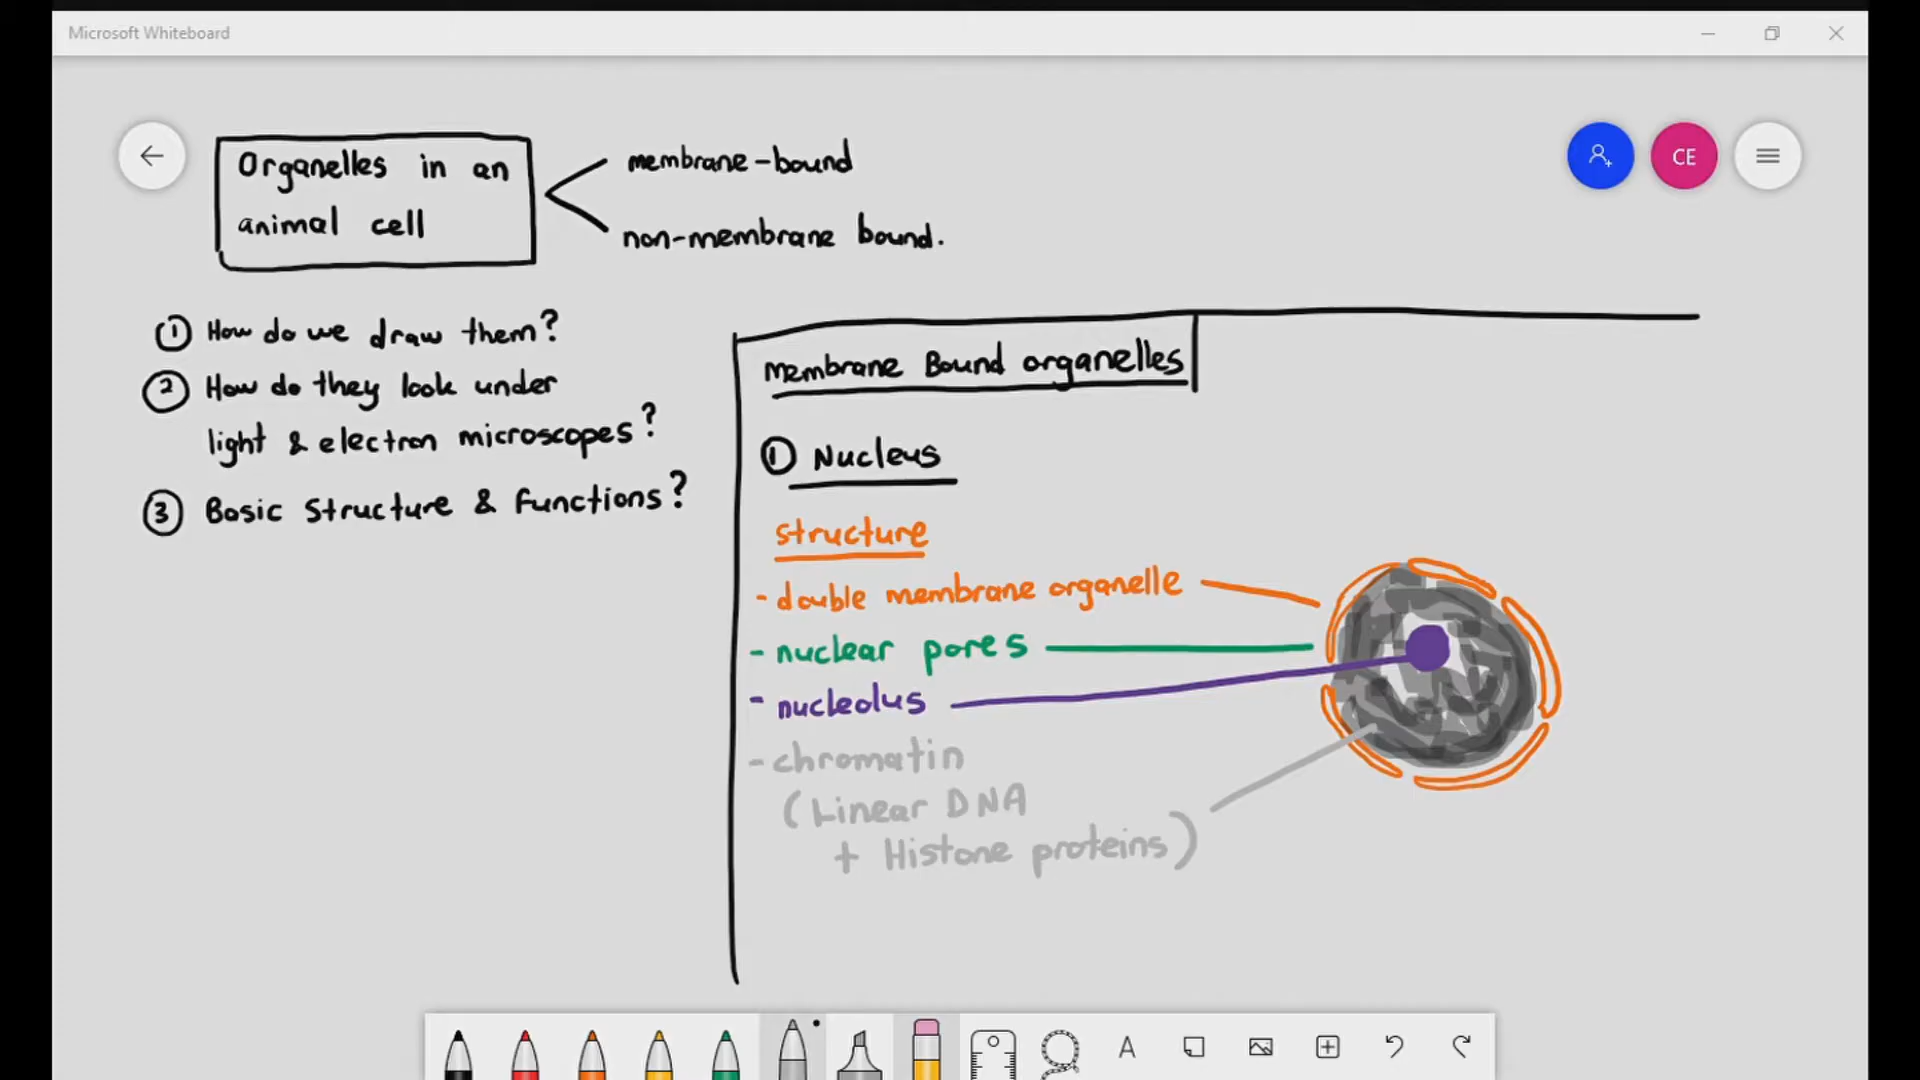 Microsoft Whiteboard
Organelles in an
animal cell
membrane-bound
non-membrane bound.
CE
① How do we draw them?
② How do they look under
light & electron microscopes?
③ Basic Structure & functions?
Membrane Bound organelles
① Nucleus
structure
- double membrane organelle
- nuclear pores
- nucleolus
- chromatin
(Linear DNA
+ Histone proteins)
A